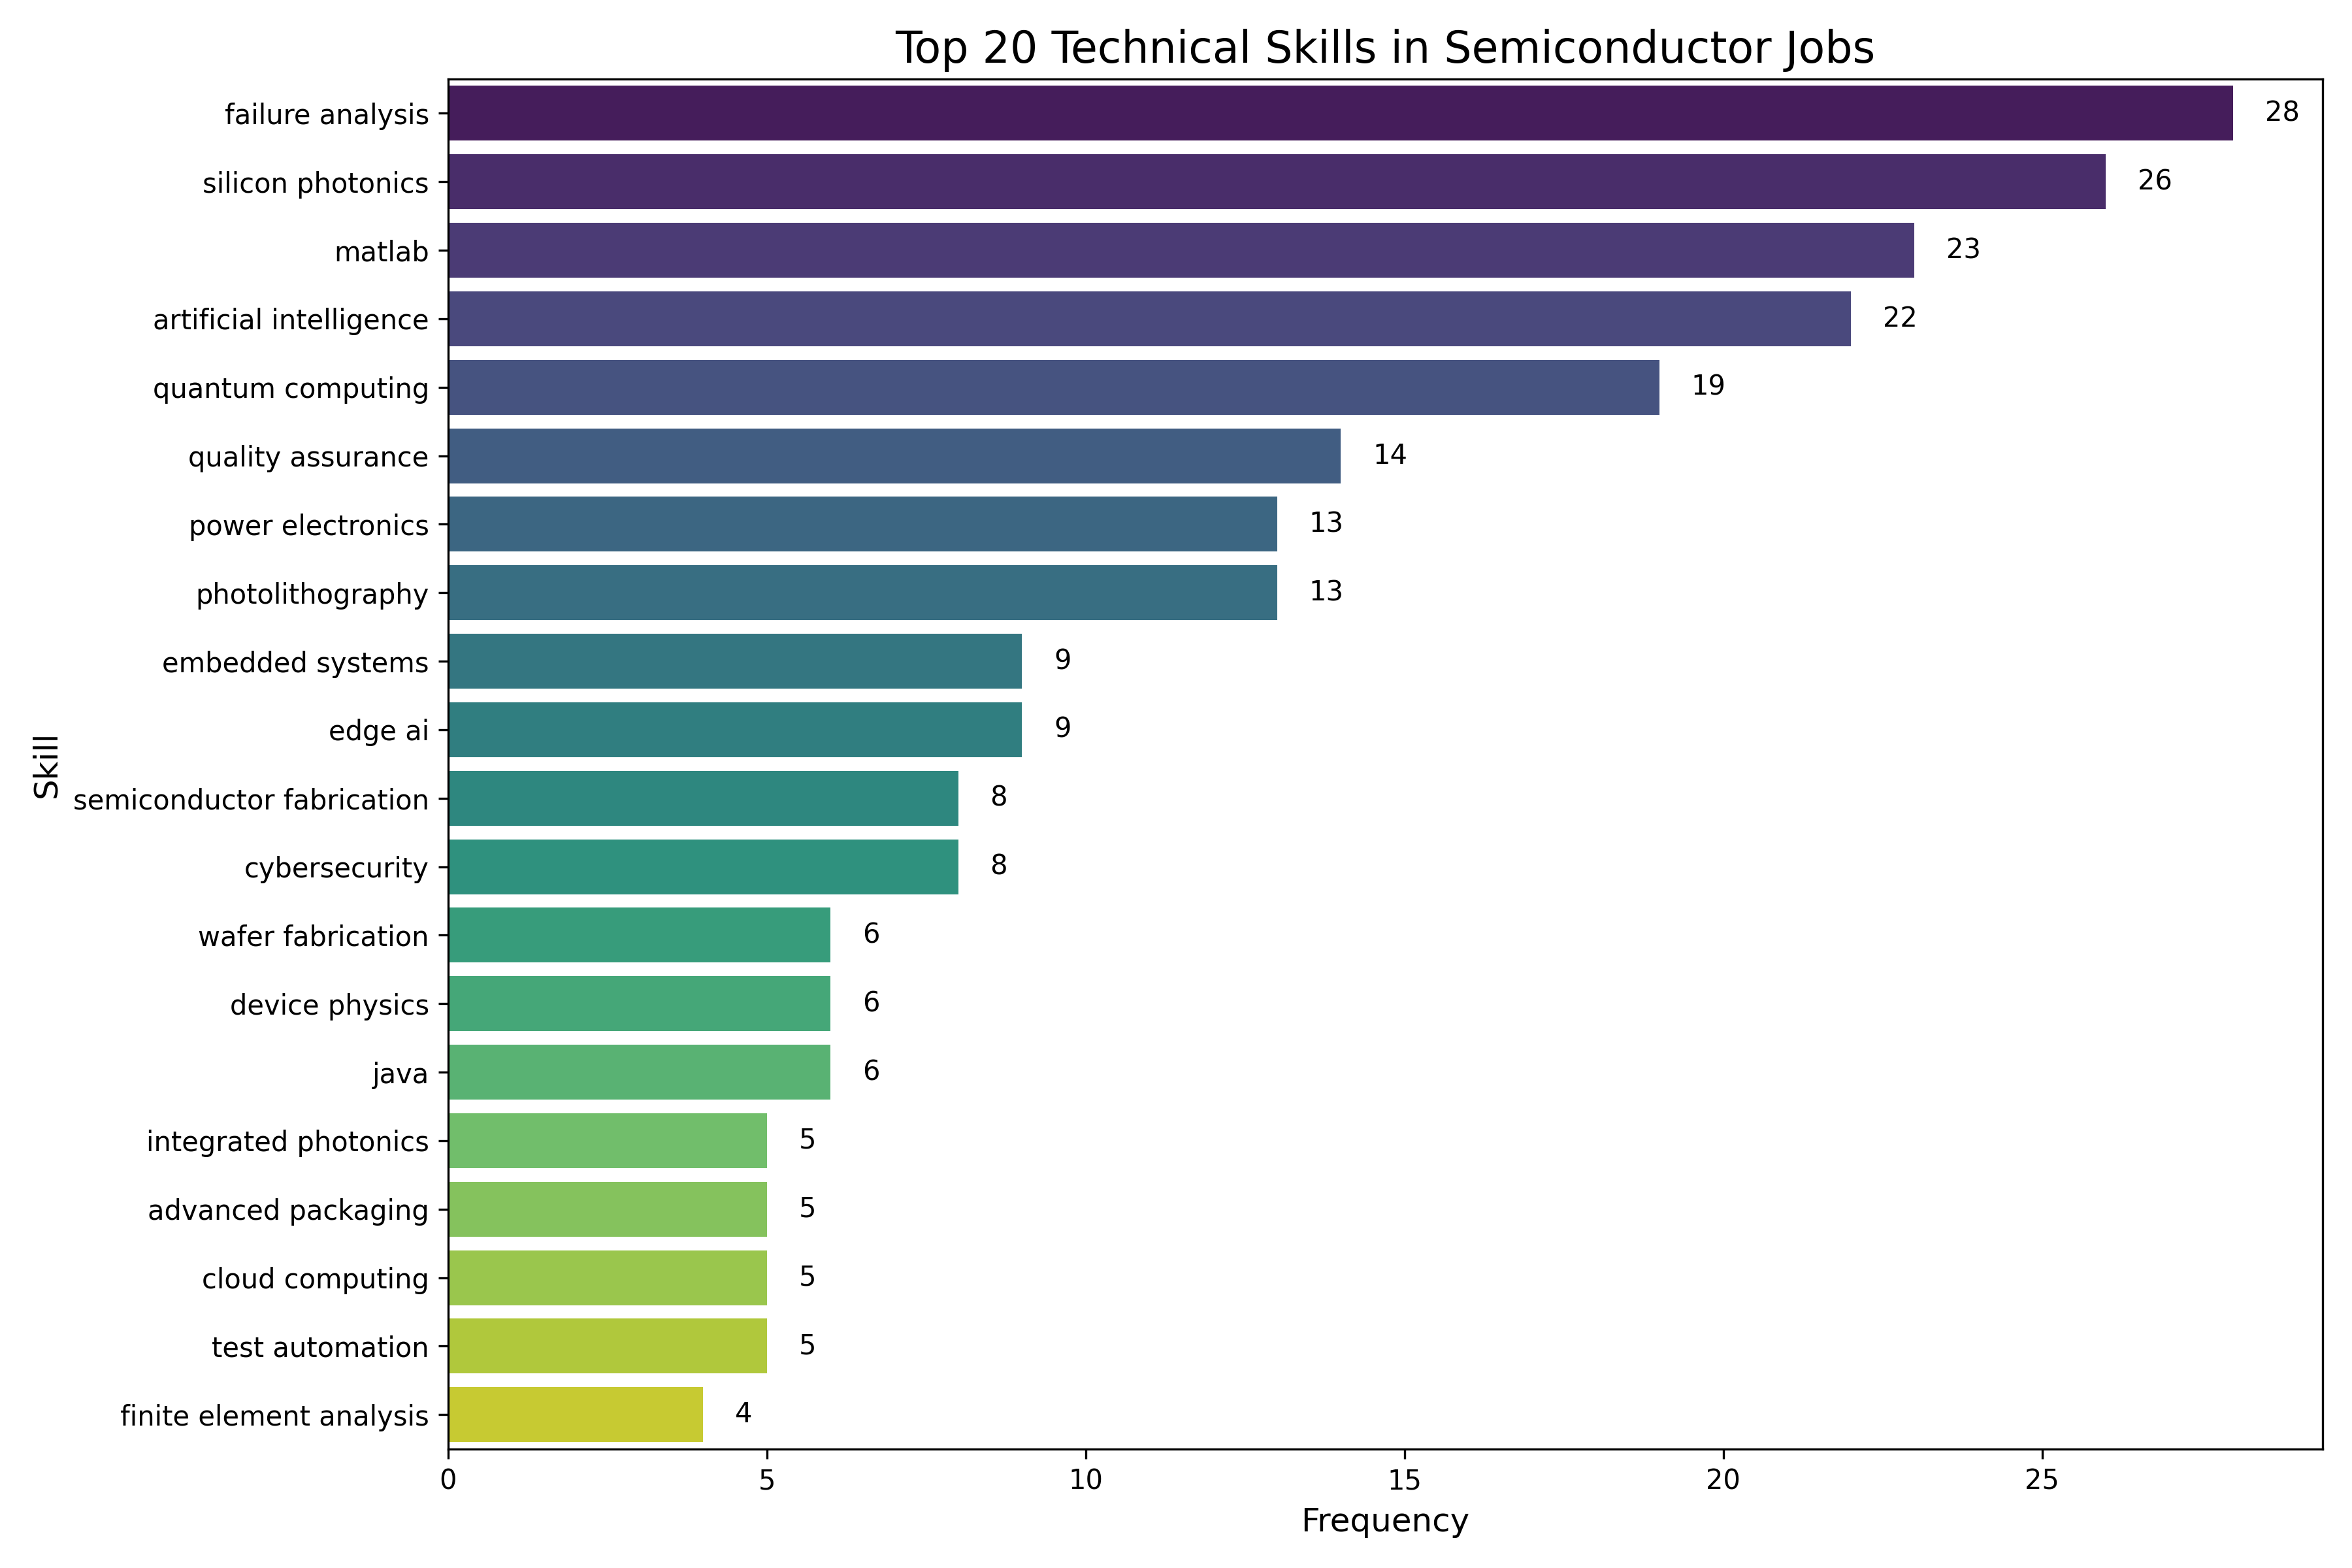 Top 20 Technical Skills in Semiconductor Jobs
Skill
failure analysis 28
silicon photonics 26
matlab 23
artificial intelligence 22
quantum computing 19
quality assurance 14
power electronics 13
photolithography 13
embedded systems 9
edge ai 9
semiconductor fabrication 8
cybersecurity 8
wafer fabrication 6
device physics 6
java 6
integrated photonics 5
advanced packaging 5
cloud computing 5
test automation 5
finite element analysis 4
0 5 10 15 20 25
Frequency